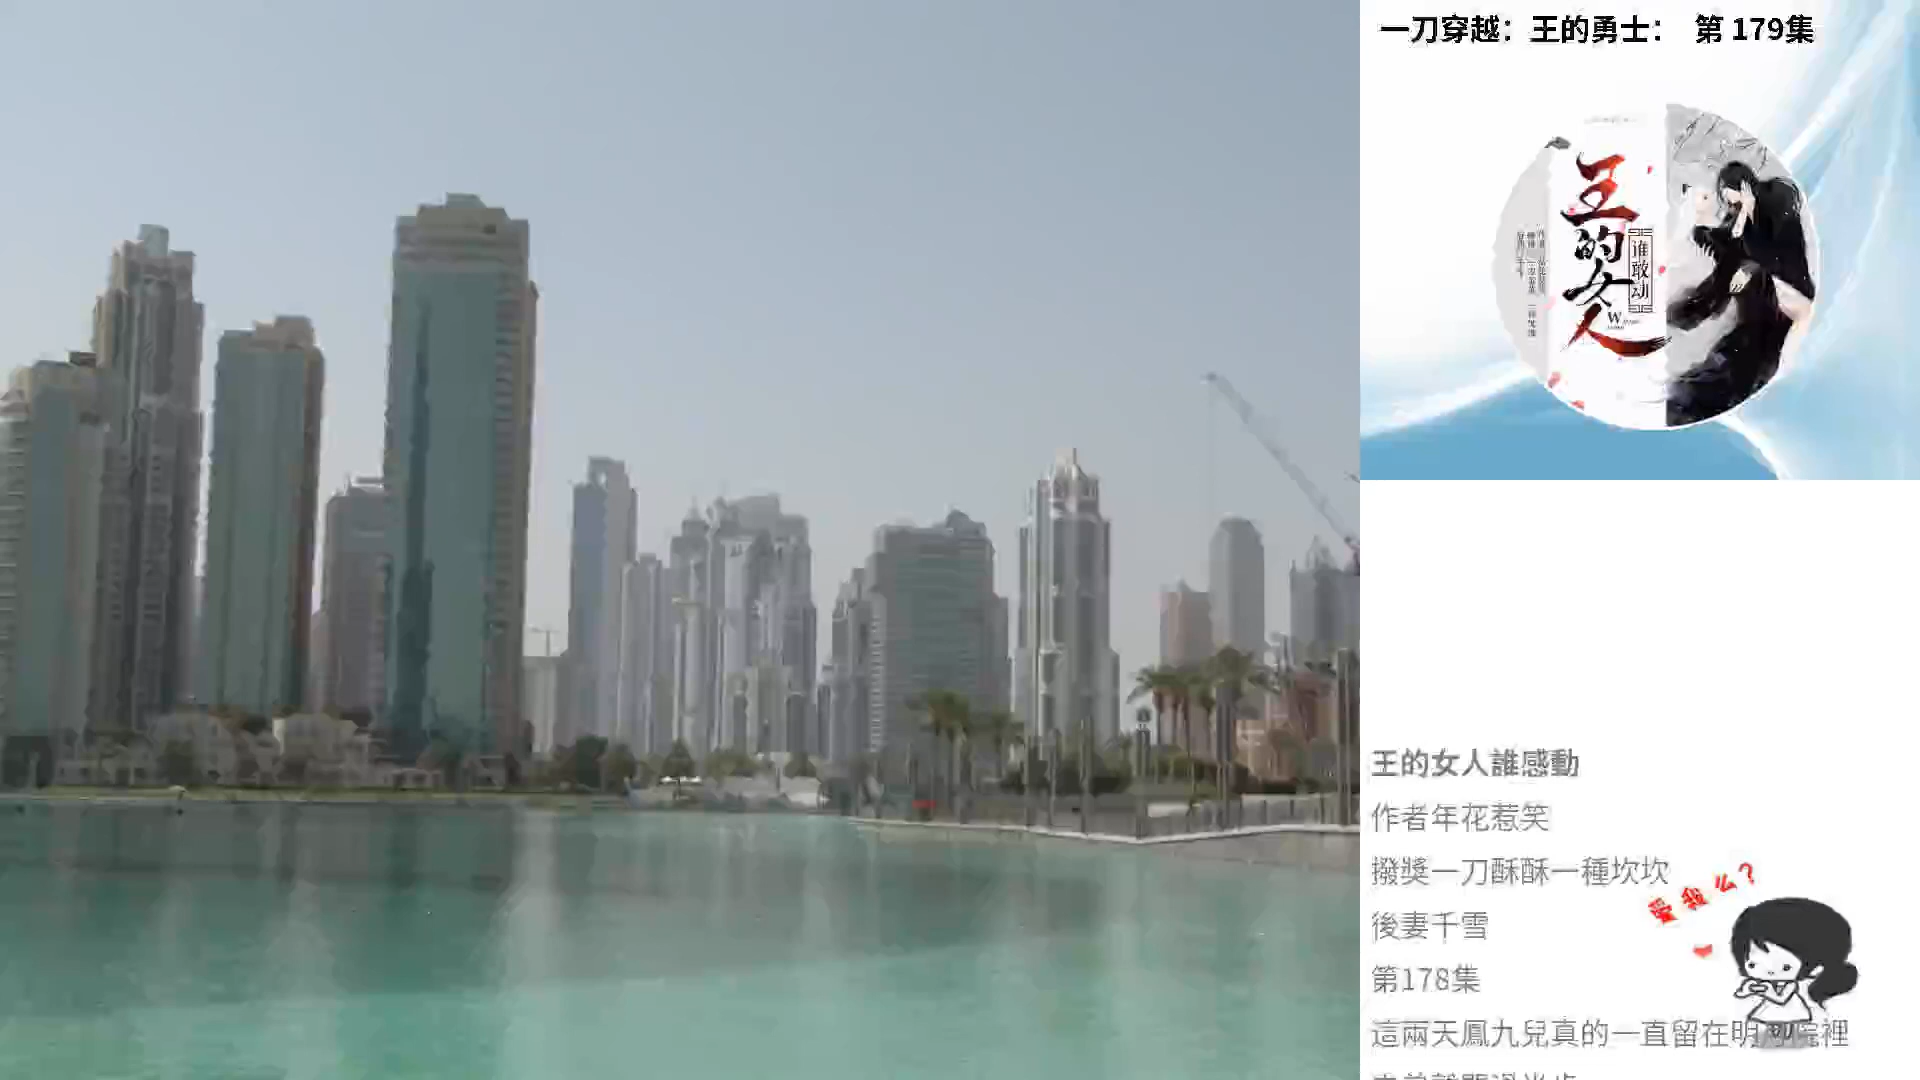 一刀穿越：王的勇士： 第 179集
王的女人
谁敢动
王的女人誰感動
作者年花惹笑
撥獎一刀酥酥一種坎坎
後妻千雪
第178集
爱我么？
這兩天鳳九兒真的一直留在明月院裡